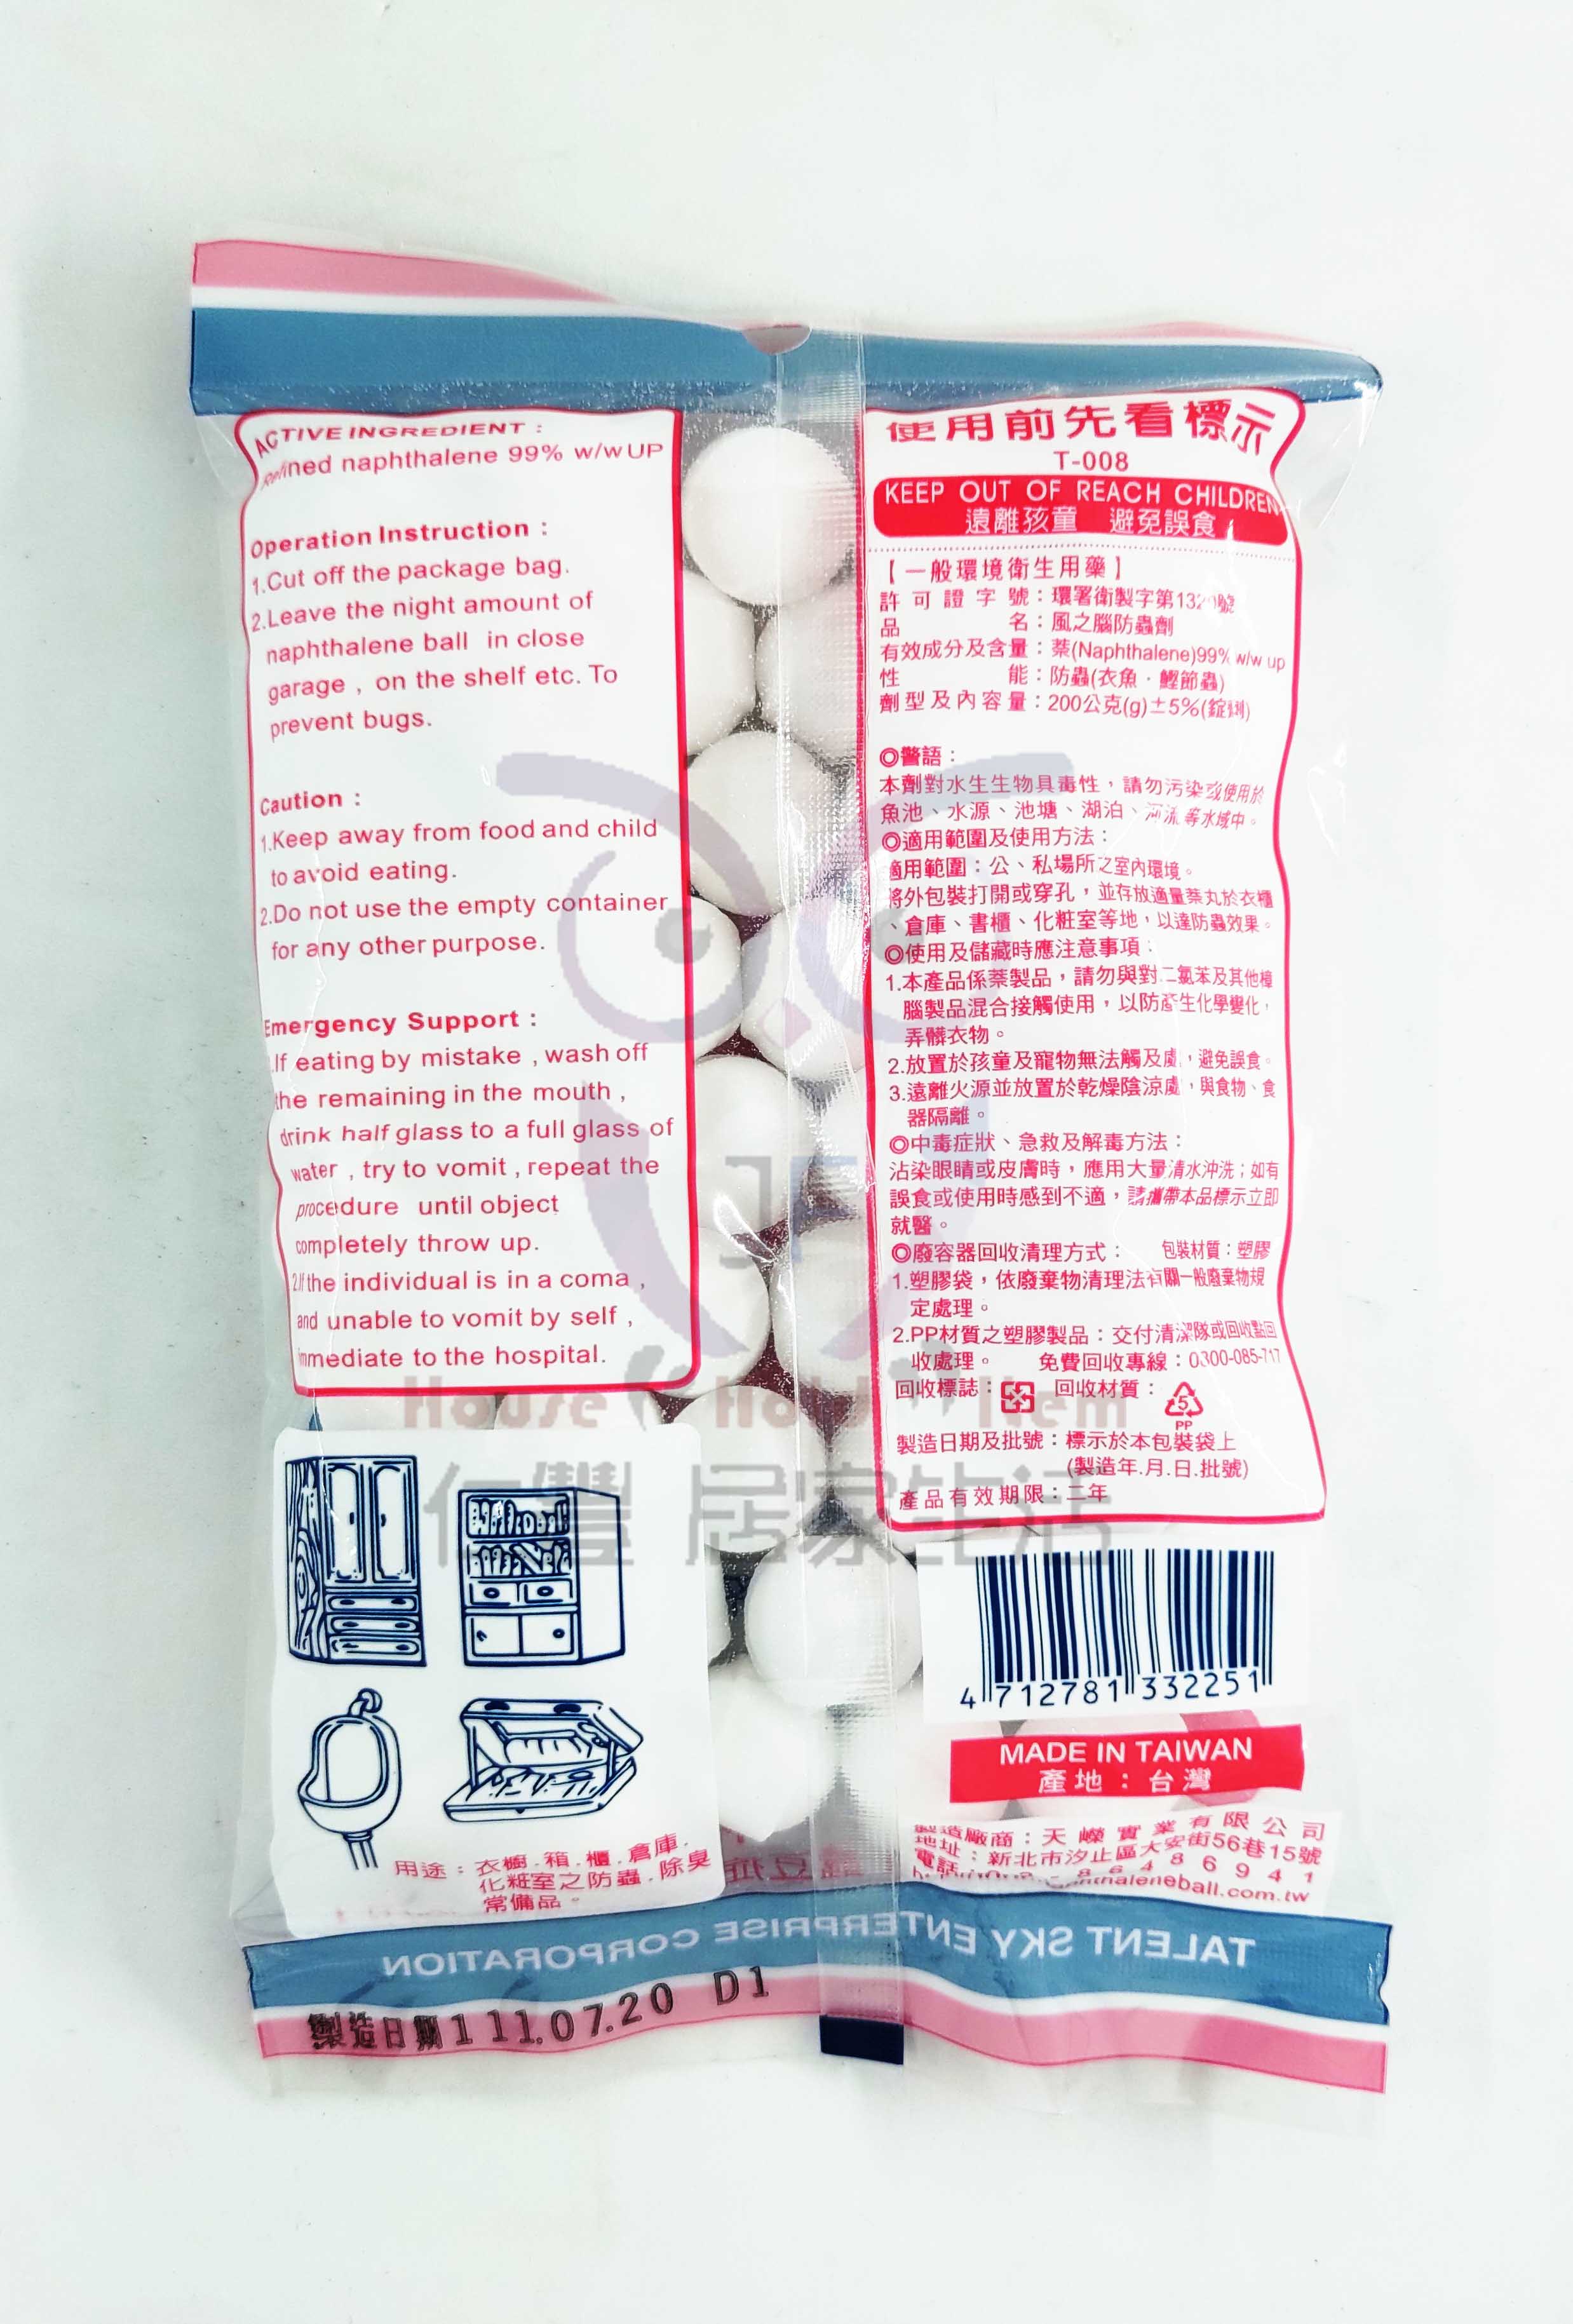 ACTIVE INGREDIENT :
Refined naphthalene 99% w/w UP
Operation Instruction :
1.Cut off the package bag.
2.Leave the night amount of
naphthalene ball in close
garage , on the shelf etc. To
prevent bugs.
Caution :
1.Keep away from food and child
to avoid eating.
2.Do not use the empty container
for any other purpose.
Emergency Support :
.If eating by mistake , wash off
the remaining in the mouth ,
drink half glass to a full glass of
water , try to vomit , repeat the
procedure until object
completely throw up.
2.If the individual is in a coma ,
and unable to vomit by self ,
immediate to the hospital.
用途：衣櫥.箱.櫃.倉庫.
化粧室之防蟲.除臭
常備品。
使用前先看標示
T-008
KEEP OUT OF REACH CHILDREN
遠離孩童 避免誤食
【一般環境衛生用藥】
許可證字號：環署衛製字第132 號
品名：風之腦防蟲劑
有效成分及含量：萘(Naphthalene)99% w/w up
性能：防蟲(衣魚．鰹節蟲)
劑型及內容量：200公克(g)±5%(錠劑)
◎警語：
本劑對水生生物具毒性，請勿污染或使用於
魚池、水源、池塘、湖泊、河流等水域中。
◎適用範圍及使用方法：
適用範圍：公、私場所之室內環境。
將外包裝打開或穿孔，並存放適量萘丸於衣櫃
、倉庫、書櫃、化粧室等地，以達防蟲效果。
◎使用及儲藏時應注意事項：
1.本產品係萘製品，請勿與對二氯苯及其他樟
腦製品混合接觸使用，以防產生化學變化，
弄髒衣物。
2.放置於孩童及寵物無法觸及處，避免誤食。
3.遠離火源並放置於乾燥陰涼處，與食物、食
器隔離。
◎中毒症狀、急救及解毒方法：
沾染眼睛或皮膚時，應用大量清水沖洗；如有
誤食或使用時感到不適，請攜帶本品標示立即
就醫。
◎廢容器回收清理方式： 包裝材質：塑膠
1.塑膠袋，依廢棄物清理法有關一般廢棄物規
定處理。
2.PP材質之塑膠製品：交付清潔隊或回收點回
收處理。 免費回收專線：0800-085-717
回收標誌： 回收材質：5
PP
製造日期及批號：標示於本包裝袋上
(製造年.月.日.批號)
產品有效期限：二年
4 712781 332251
MADE IN TAIWAN
產地：台灣
製造廠商：天嶸實業有限公司
地址：新北市汐止區大安街56巷15號
電話 8 6 4 8 6 9 4 1
naleneball.com.tw
TALENT SKY ENTERPRISE CORPORATION
製造日期111.07.20 D1
JF
House Hold Item
仁豐 居家生活